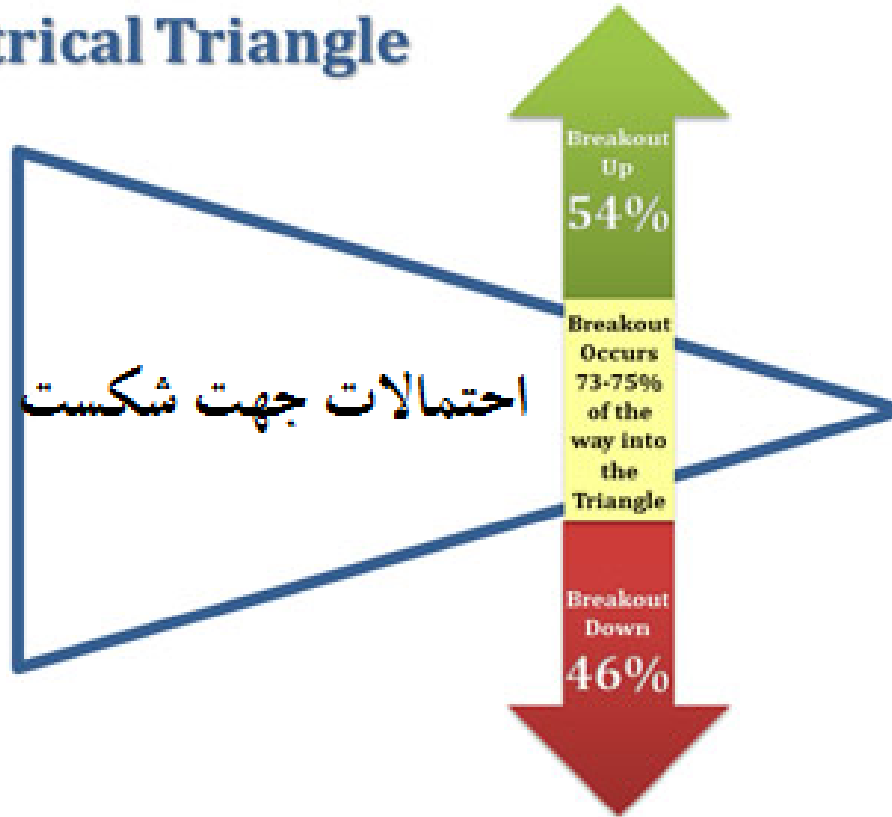 trical Triangle
Breakout
Up
54%
Breakout
Occurs
73-75%
of the
way into
the
Triangle
احتمالات جهت شکست
Breakout
Down
46%